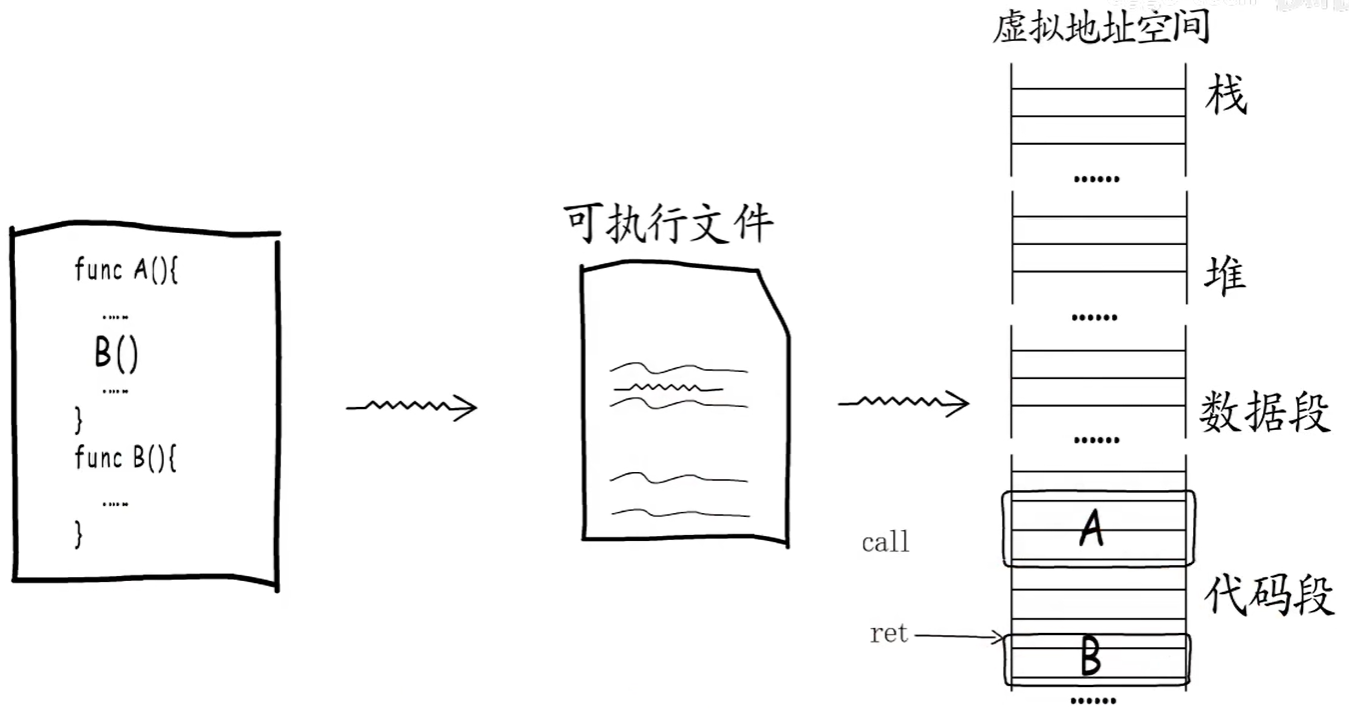 func A(){
......
B()
......
}
func B(){
......
}
可执行文件
虚拟地址空间
栈
......
堆
......
数据段
......
A
call
代码段
ret
B
......